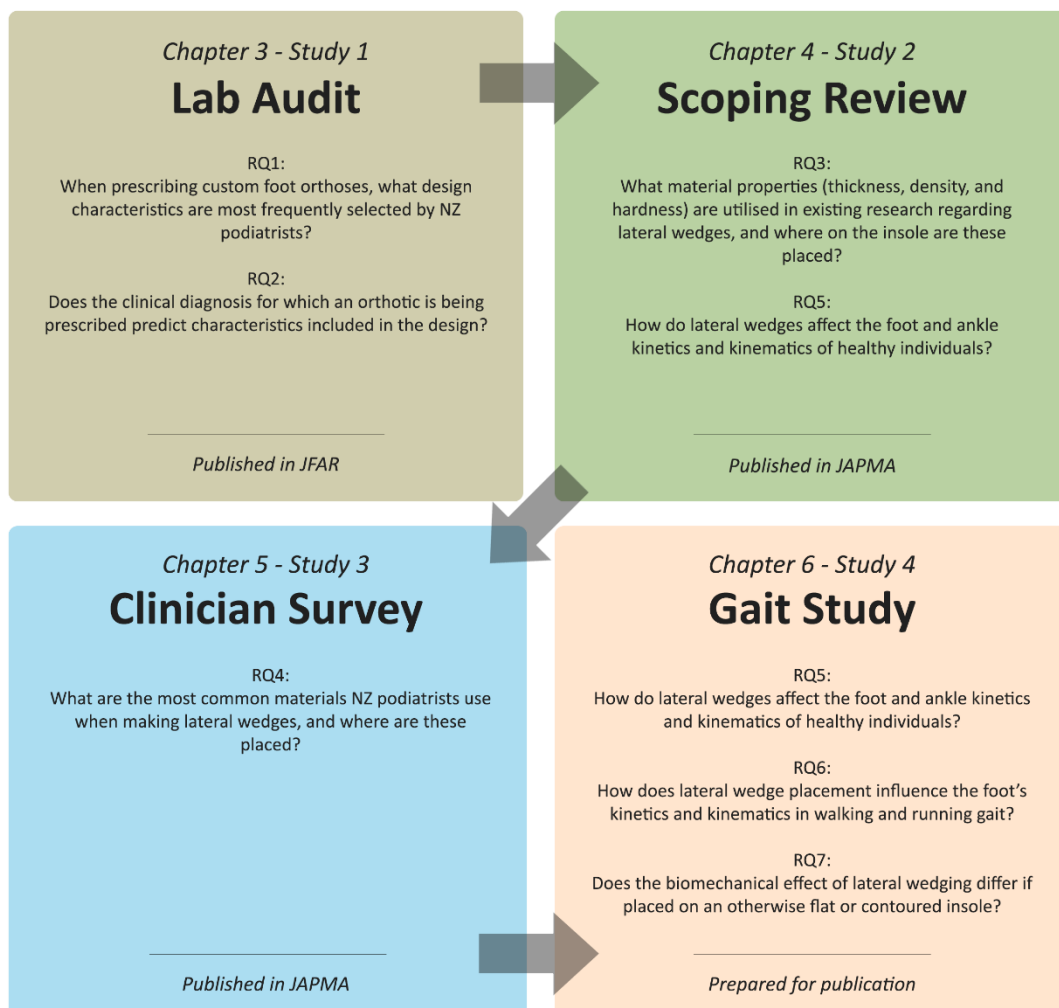 Chapter 3 - Study 1
Lab Audit
RQ1:
When prescribing custom foot orthoses, what design
characteristics are most frequently selected by NZ
podiatrists?
RQ2:
Does the clinical diagnosis for which an orthotic is being
prescribed predict characteristics included in the design?
Published in JFAR
Chapter 4 - Study 2
Scoping Review
RQ3:
What material properties (thickness, density, and
hardness) are utilised in existing research regarding
lateral wedges, and where on the insole are these
placed?
RQ5:
How do lateral wedges affect the foot and ankle
kinetics and kinematics of healthy individuals?
Published in JAPMA
Chapter 5 - Study 3
Clinician Survey
RQ4:
What are the most common materials NZ podiatrists use
when making lateral wedges, and where are these
placed?
Published in JAPMA
Chapter 6 - Study 4
Gait Study
RQ5:
How do lateral wedges affect the foot and ankle kinetics
and kinematics of healthy individuals?
RQ6:
How does lateral wedge placement influence the foot's
kinetics and kinematics in walking and running gait?
RQ7:
Does the biomechanical effect of lateral wedging differ if
placed on an otherwise flat or contoured insole?
Prepared for publication